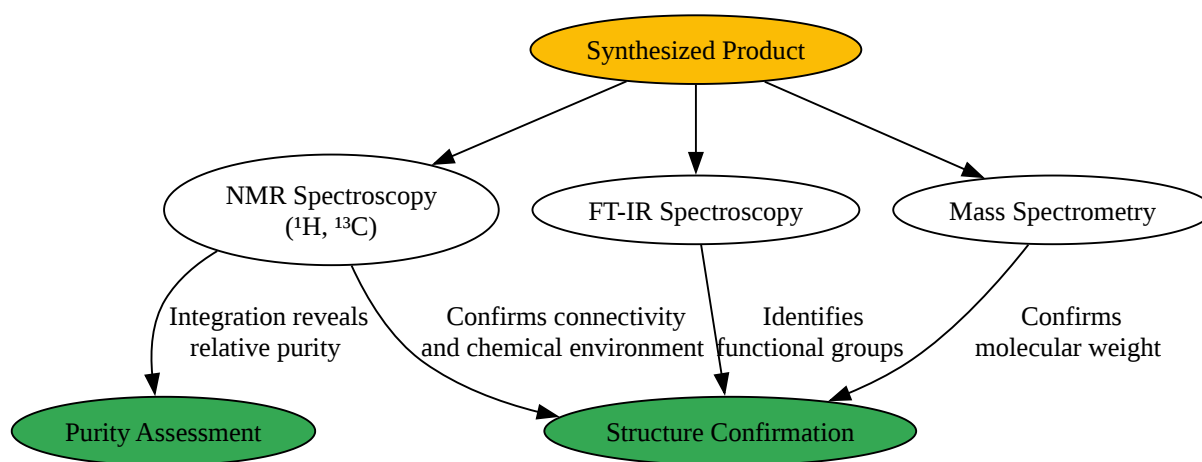 Synthesized Product
NMR Spectroscopy
(¹H, ¹³C)
FT-IR Spectroscopy
Mass Spectrometry
Integration reveals
relative purity
Confirms connectivity
and chemical environment
Identifies
functional groups
Confirms
molecular weight
Purity Assessment
Structure Confirmation